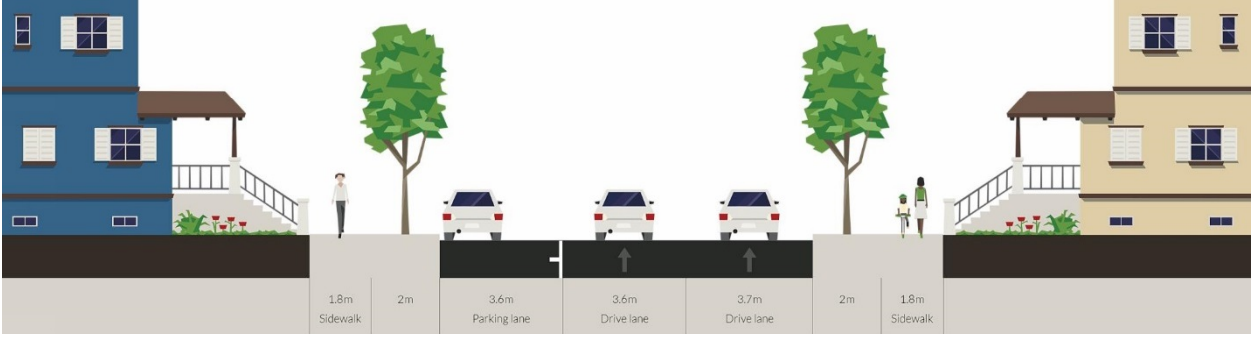 1.8m
Sidewalk
2m
3.6m
Parking lane
3.6m
Drive lane
3.7m
Drive lane
2m
1.8m
Sidewalk